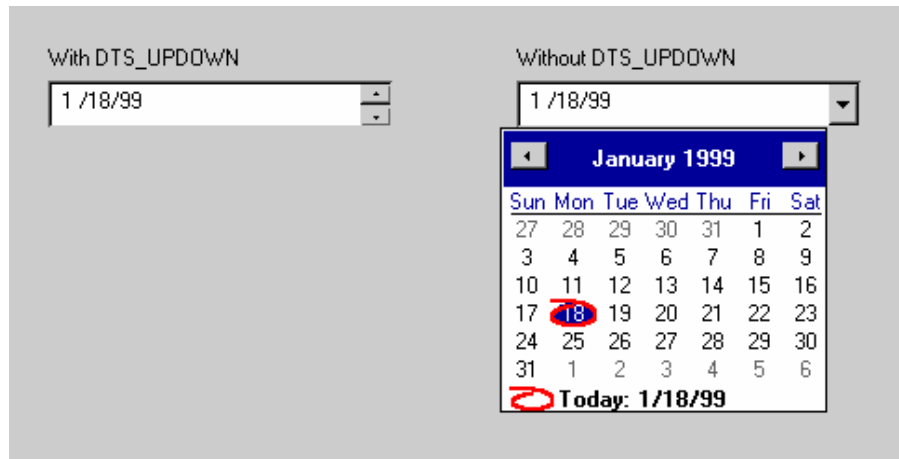 With DTS_UPDOWN
1 /18/99
Without DTS_UPDOWN
1 /18/99
January 1999
Sun Mon Tue Wed Thu Fri Sat
27 28 29 30 31 1 2
3 4 5 6 7 8 9
10 11 12 13 14 15 16
17 18 19 20 21 22 23
24 25 26 27 28 29 30
31 1 2 3 4 5 6
Today: 1/18/99